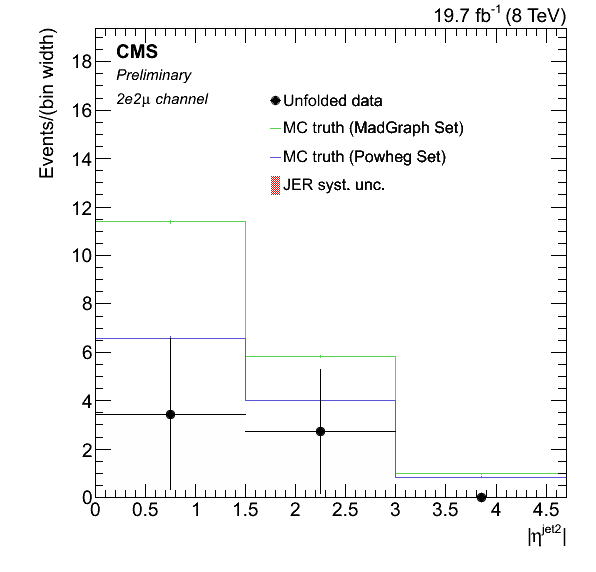 19.7 fb⁻¹ (8 TeV)
CMS
Preliminary
2e2μ channel
Unfolded data
MC truth (MadGraph Set)
MC truth (Powheg Set)
JER syst. unc.
Events/(bin width)
18
16
14
12
10
8
6
4
2
0
0 0.5 1 1.5 2 2.5 3 3.5 4 4.5
|η^jet2|